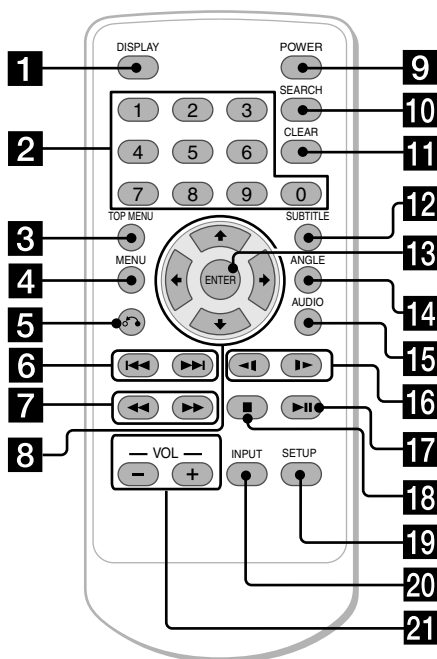 DISPLAY POWER
1 9
SEARCH
1 2 3 10
CLEAR
2 4 5 6 11
7 8 9 0 12
TOP MENU SUBTITLE
3 13
MENU ENTER ANGLE
4 14
AUDIO
5 15
6 16
7 17
8 18
VOL INPUT SETUP
− + 19
20
21